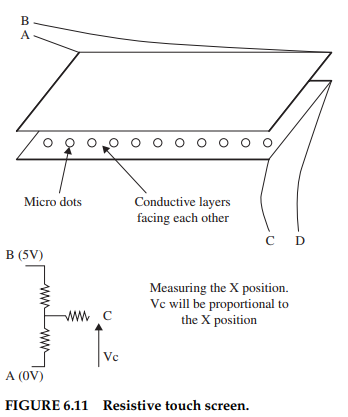 B
A
Micro dots
Conductive layers
facing each other
C D
B (5V)
Measuring the X position.
Vc will be proportional to
the X position
C
Vc
A (0V)
FIGURE 6.11 Resistive touch screen.